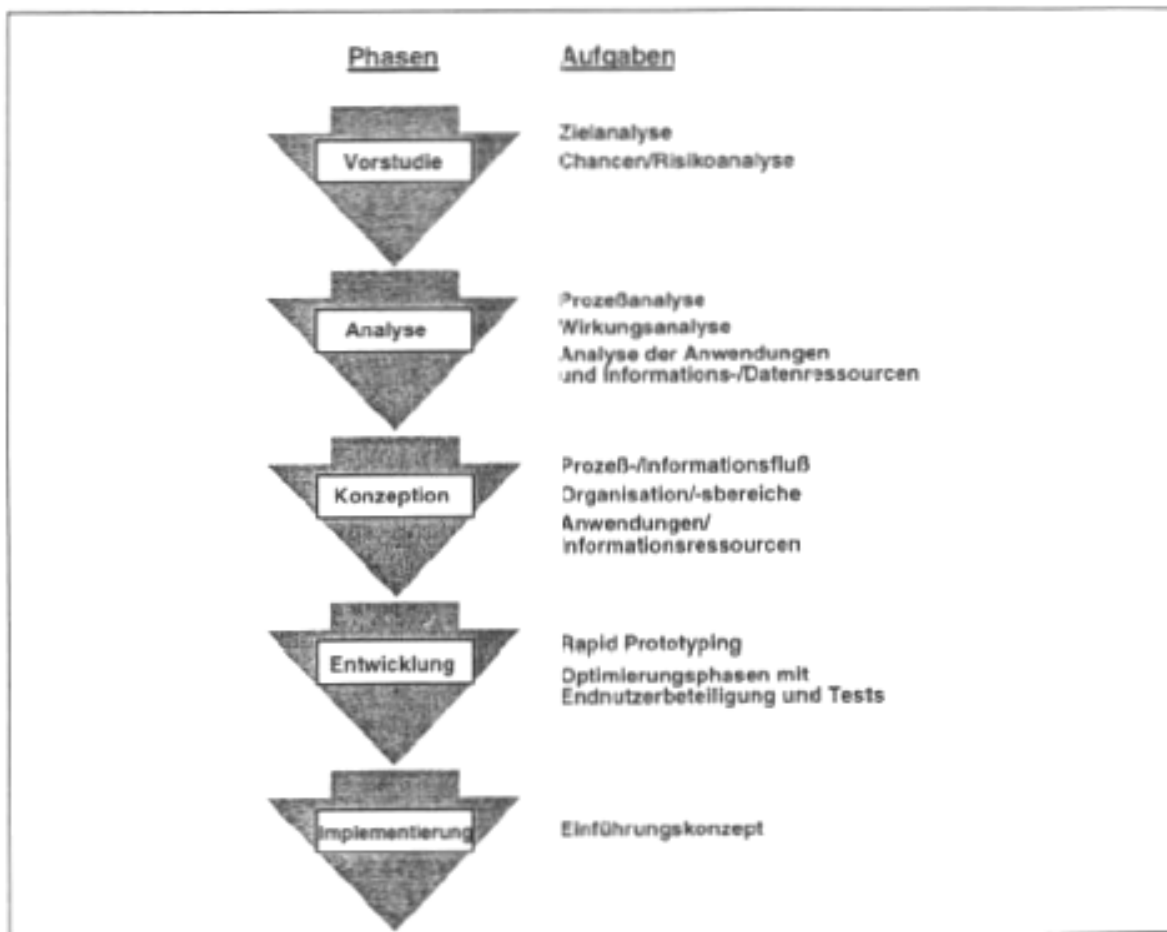 Phasen Aufgaben
Vorstudie
Zielanalyse
Chancen/Risikoanalyse
Analyse
Prozeßanalyse
Wirkungsanalyse
Analyse der Anwendungen
und Informations-/Datenressourcen
Konzeption
Prozeß-/Informationsfluß
Organisation/-sbereiche
Anwendungen/
Informationsressourcen
Entwicklung
Rapid Prototyping
Optimierungsphasen mit
Endnutzerbeteiligung und Tests
Implementierung
Einführungskonzept